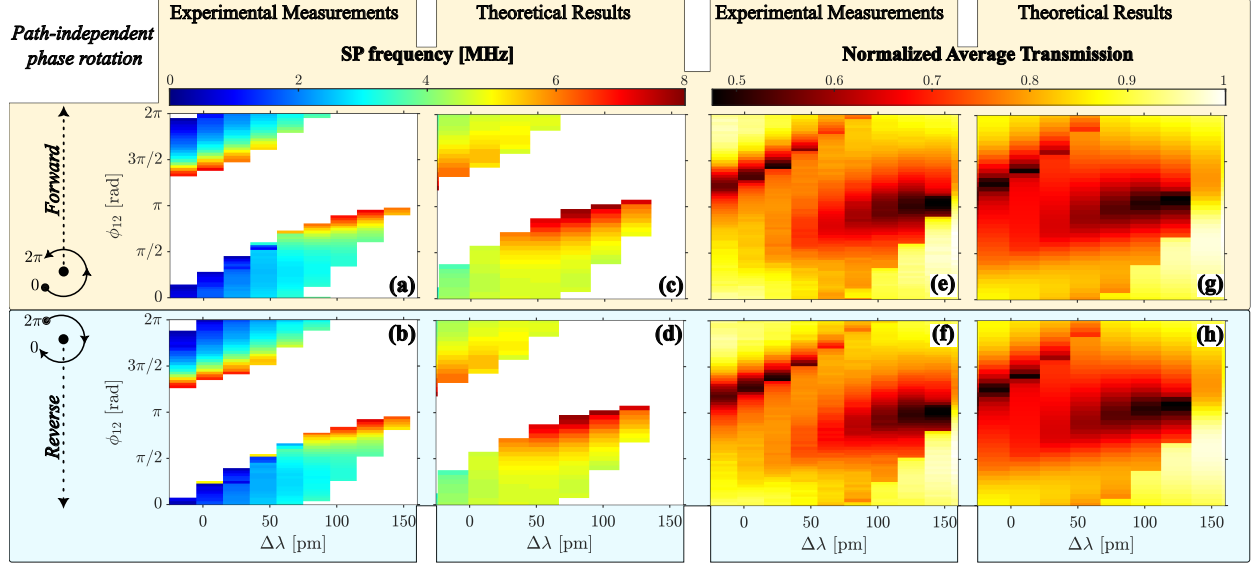 Experimental Measurements
Theoretical Results
Experimental Measurements
Theoretical Results
Path-independent
phase rotation
SP frequency [MHz]
Normalized Average Transmission
0 2 4 6 8
0.5 0.6 0.7 0.8 0.9 1
Forward
2π
0
ϕ₁₂ [rad]
2π
3π/2
π
π/2
0
(a)
(c)
(e)
(g)
2π
0
Reverse
ϕ₁₂ [rad]
2π
3π/2
π
π/2
0
(b)
(d)
(f)
(h)
0 50 100 150
0 50 100 150
0 50 100 150
0 50 100 150
Δλ [pm]
Δλ [pm]
Δλ [pm]
Δλ [pm]